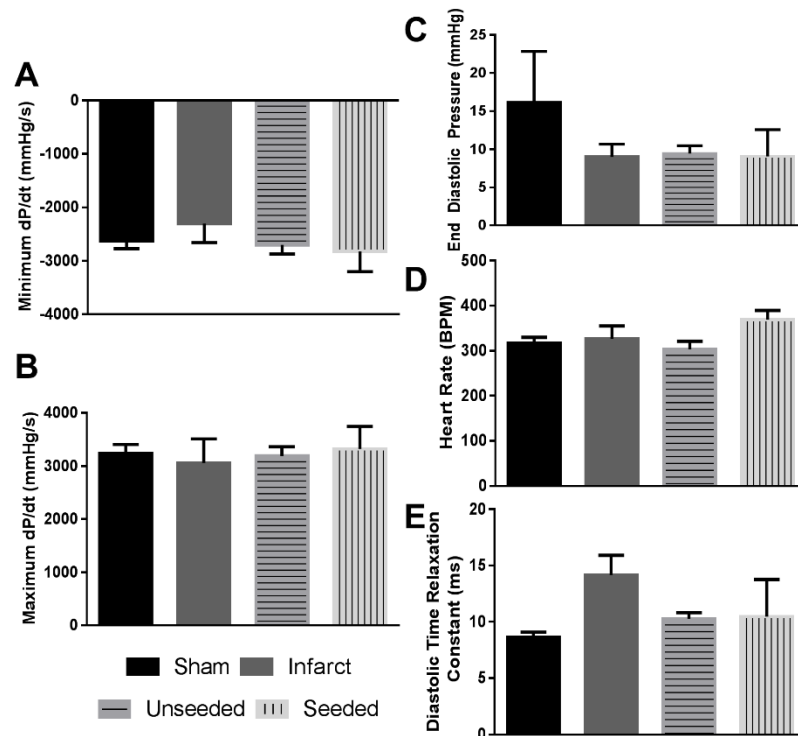 A
Minimum dP/dt (mmHg/s)
0
-1000
-2000
-3000
-4000
B
Maximum dP/dt (mmHg/s)
4000
3000
2000
1000
0
Sham
Infarct
Unseeded
Seeded
C
End Diastolic Pressure (mmHg)
25
20
15
10
5
0
D
Heart Rate (BPM)
500
400
300
200
100
0
E
Diastolic Time Relaxation
Constant (ms)
20
15
10
5
0